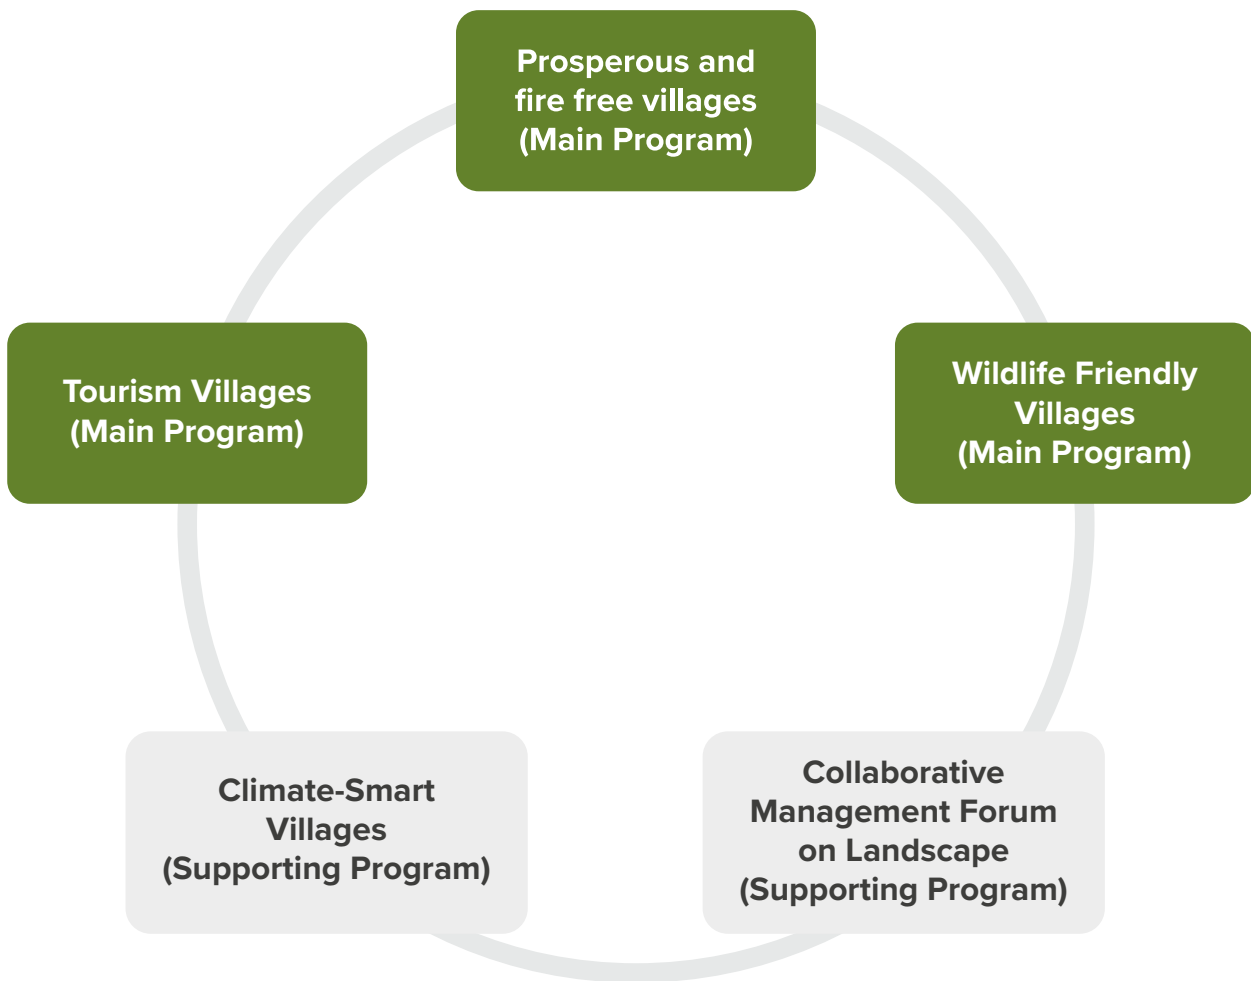 Prosperous and
fire free villages
(Main Program)
Tourism Villages
(Main Program)
Wildlife Friendly
Villages
(Main Program)
Climate-Smart
Villages
(Supporting Program)
Collaborative
Management Forum
on Landscape
(Supporting Program)